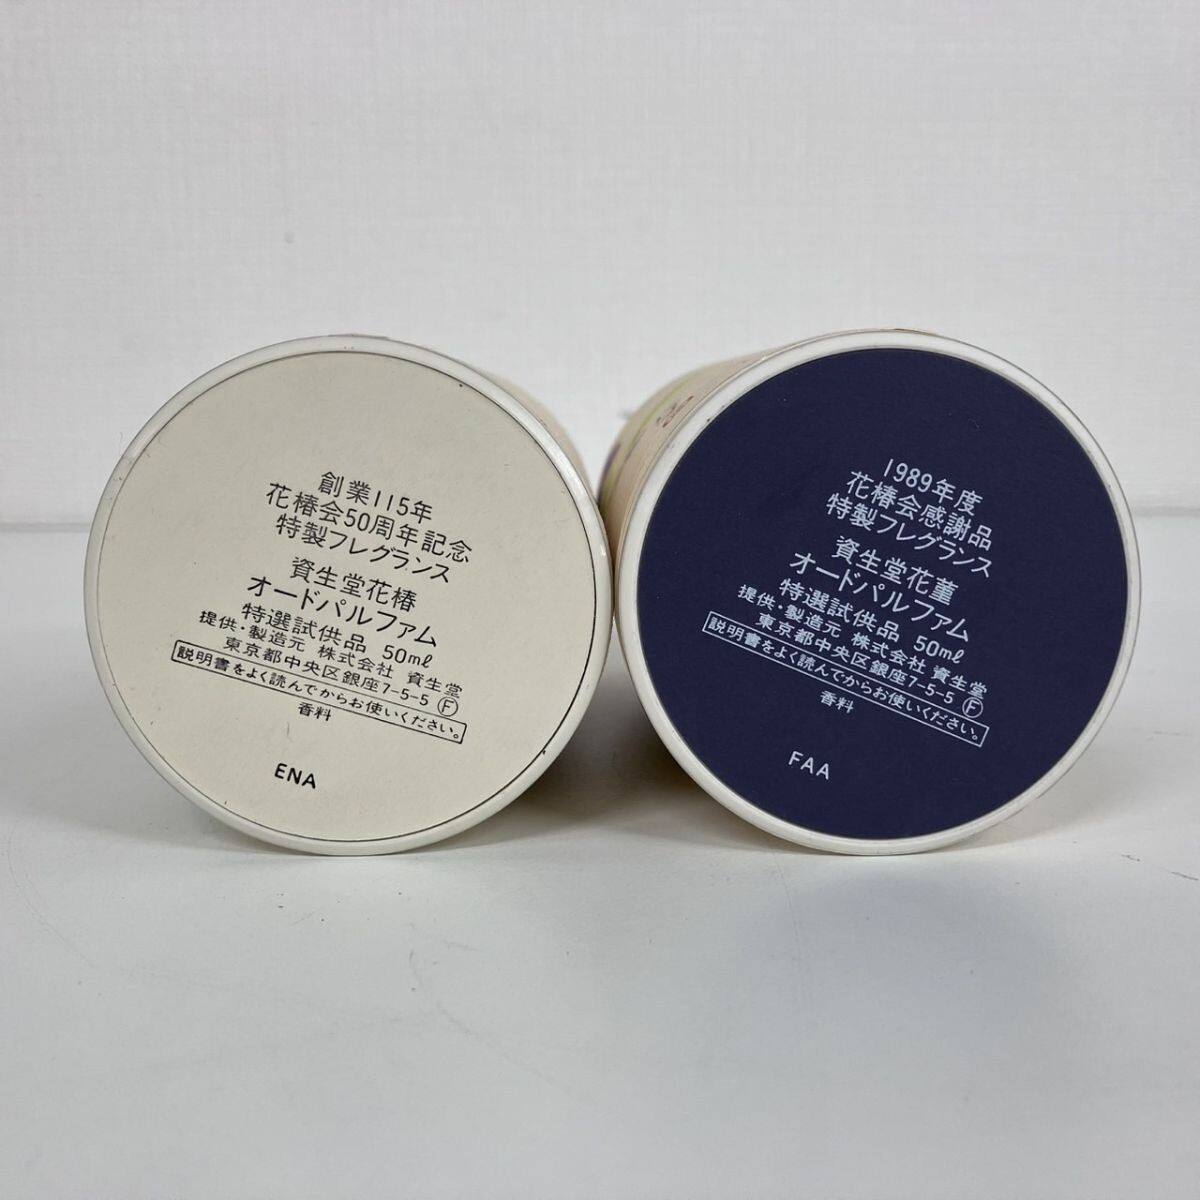 創業115年
花椿会50周年記念
特製フレグランス
資生堂花椿
オードパルファム
特選試供品 50ml
提供・製造元 株式会社 資生堂
東京都中央区銀座7-5-5 Ⓕ
説明書をよく読んでからお使いください。
香料
ENA
1989年度
花椿会感謝品
特製フレグランス
資生堂花菫
オードパルファム
特選試供品 50ml
提供・製造元 株式会社 資生堂
東京都中央区銀座7-5-5 Ⓕ
説明書をよく読んでからお使いください。
香料
FAA